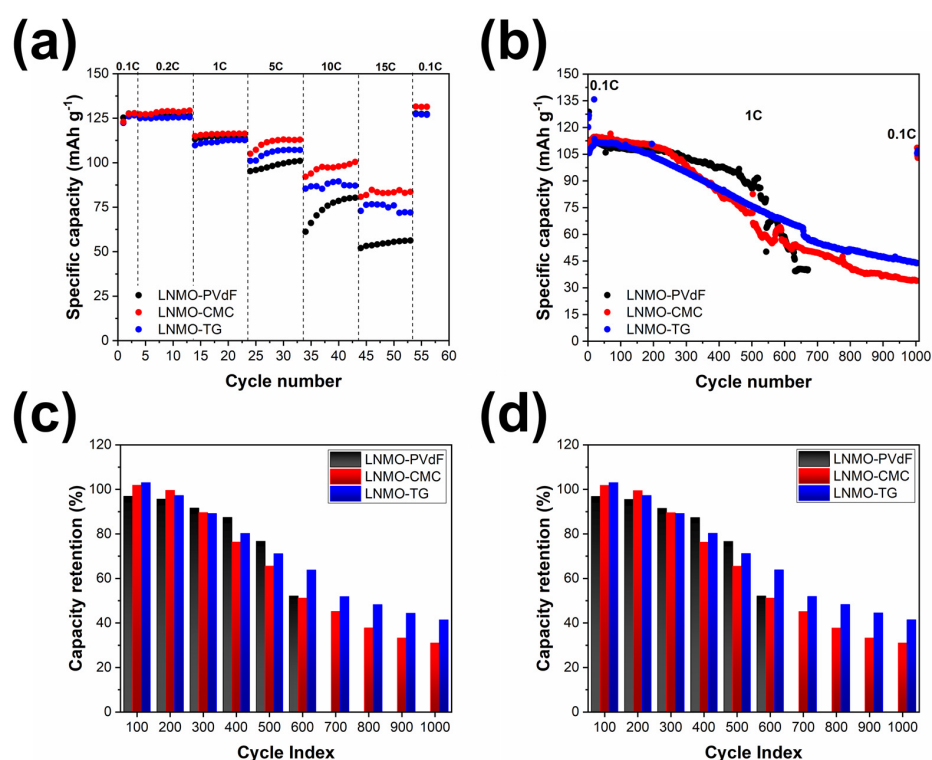 (a)
0.1C 0.2C 1C 5C 10C 15C 0.1C
150
125
100
75
50
25
0
Specific capacity (mAh g-1)
LNMO-PVdF
LNMO-CMC
LNMO-TG
0 5 10 15 20 25 30 35 40 45 50 55 60
Cycle number
(b)
150
135
120
105
90
75
60
45
30
15
0
Specific capacity (mAh g-1)
0.1C
1C
0.1C
LNMO-PVdF
LNMO-CMC
LNMO-TG
0 100 200 300 400 500 600 700 800 900 1000
Cycle number
(c)
120
100
80
60
40
20
0
Capacity retention (%)
LNMO-PVdF
LNMO-CMC
LNMO-TG
100 200 300 400 500 600 700 800 900 1000
Cycle Index
(d)
120
100
80
60
40
20
0
Capacity retention (%)
LNMO-PVdF
LNMO-CMC
LNMO-TG
100 200 300 400 500 600 700 800 900 1000
Cycle Index